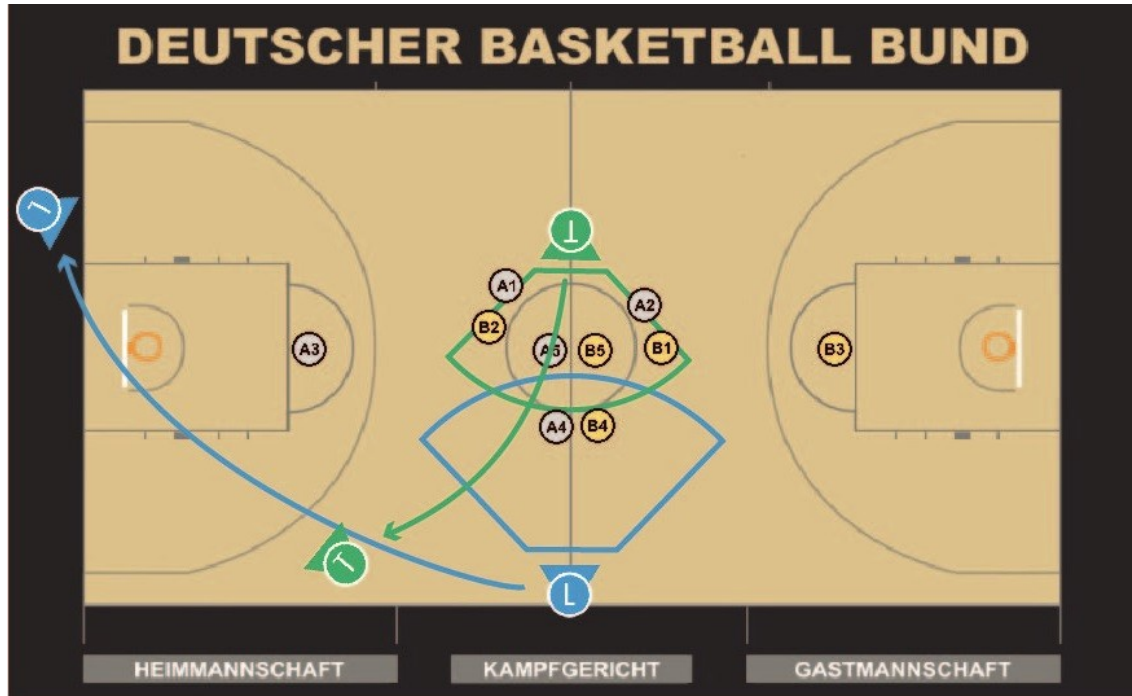 DEUTSCHER BASKETBALL BUND
L
T
A1
A2
B2
A5
B5
B1
A3
B3
A4
B4
T
L
HEIMMANNSCHAFT
KAMPFGERICHT
GASTMANNSCHAFT